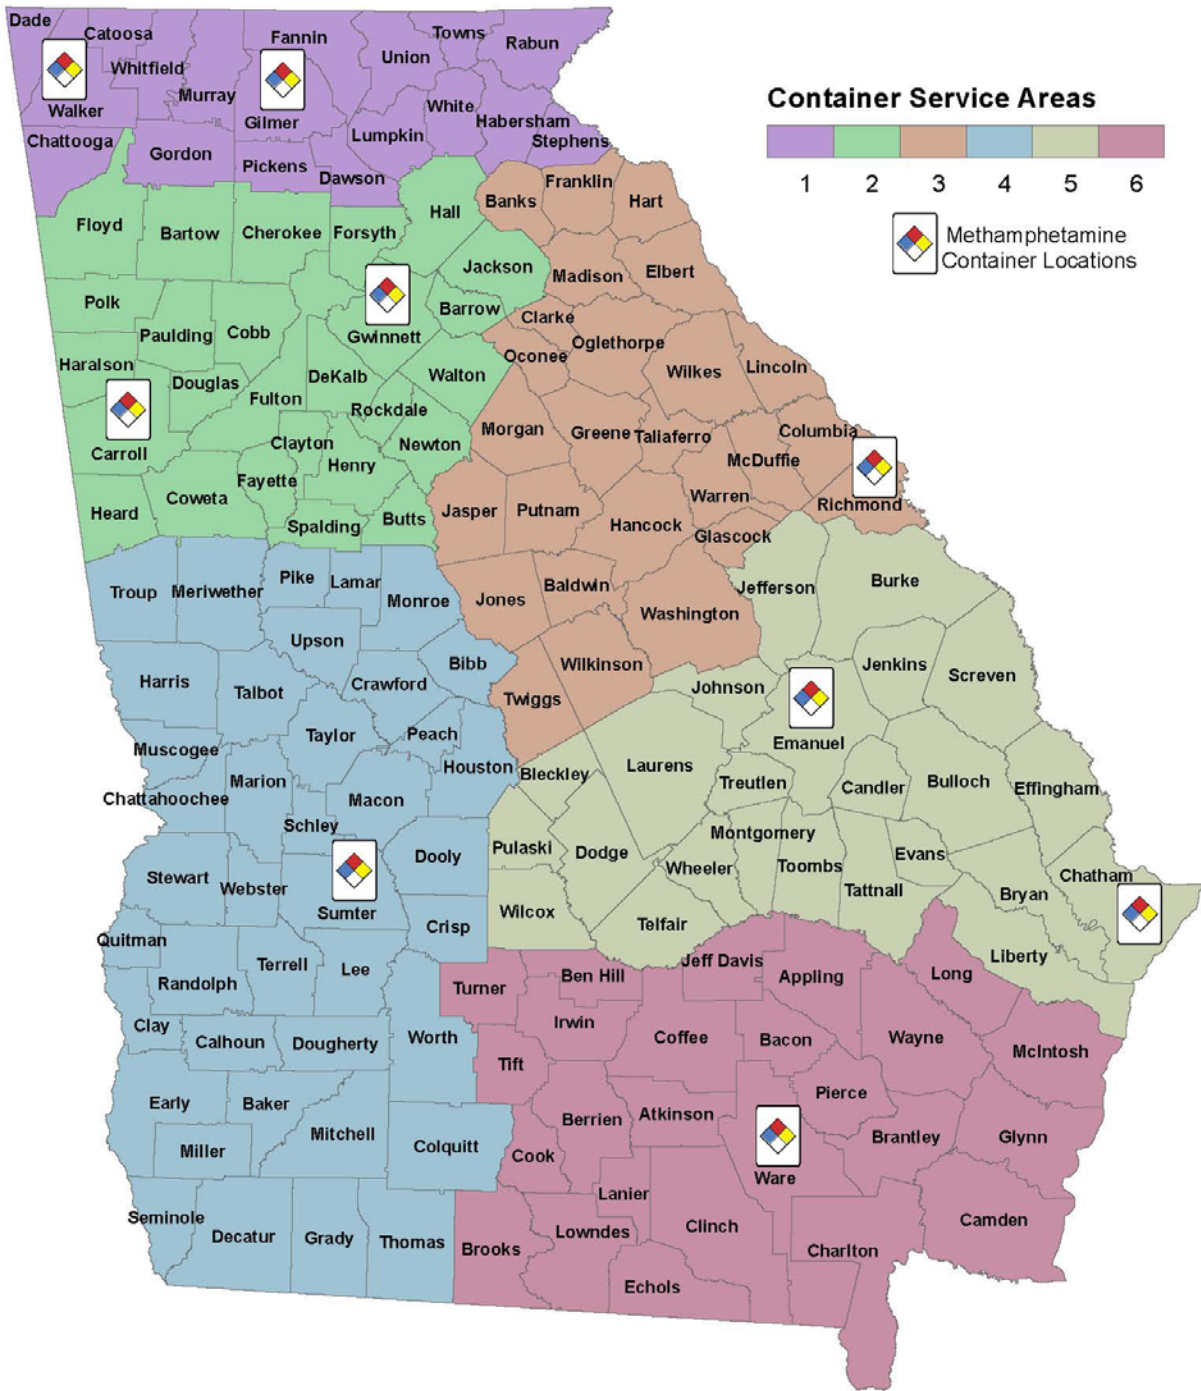 Dade
Catoosa
Fannin
Towns
Rabun
Union
Whitfield
Murray
Walker
Gilmer
White
Habersham
Lumpkin
Stephens
Chattooga
Gordon
Pickens
Dawson
Container Service Areas
1 2 3 4 5 6
Methamphetamine
Container Locations
Franklin
Banks
Hart
Hall
Floyd
Bartow
Cherokee
Forsyth
Jackson
Madison
Elbert
Polk
Barrow
Clarke
Paulding
Cobb
Gwinnett
Oglethorpe
Oconee
Haralson
Douglas
DeKalb
Walton
Wilkes
Lincoln
Fulton
Rockdale
Carroll
Clayton
Newton
Morgan
Greene
Taliaferro
Columbia
McDuffie
Henry
Fayette
Coweta
Heard
Spalding
Butts
Jasper
Putnam
Hancock
Warren
Richmond
Glascock
Troup
Meriwether
Pike
Lamar
Monroe
Jones
Baldwin
Washington
Jefferson
Burke
Upson
Bibb
Wilkinson
Jenkins
Screven
Harris
Talbot
Crawford
Twiggs
Johnson
Taylor
Peach
Emanuel
Muscogee
Houston
Bleckley
Laurens
Marion
Treutlen
Candler
Bulloch
Effingham
Chattahoochee
Macon
Schley
Dooly
Pulaski
Dodge
Montgomery
Wheeler
Toombs
Evans
Tattnall
Chatham
Bryan
Stewart
Webster
Sumter
Crisp
Wilcox
Telfair
Quitman
Liberty
Randolph
Terrell
Lee
Turner
Ben Hill
Jeff Davis
Appling
Long
Clay
Calhoun
Dougherty
Worth
Irwin
Coffee
Bacon
Wayne
McIntosh
Tift
Early
Baker
Mitchell
Berrien
Atkinson
Pierce
Miller
Colquitt
Cook
Brantley
Glynn
Ware
Lanier
Seminole
Decatur
Grady
Thomas
Brooks
Lowndes
Clinch
Camden
Charlton
Echols